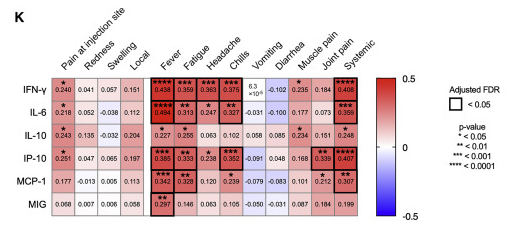 K
Pain at injection site
Redness
Swelling
Local
Fever
Fatigue
Headache
Chills
Vomiting
Diarrhea
Muscle pain
Joint pain
Systemic
IFN-γ * 0.240 0.041 0.057 0.151 **** 0.438 *** 0.359 *** 0.363 *** 0.375 6.3 ×10⁻⁵ -0.102 * 0.235 0.184 **** 0.408
IL-6 * 0.218 0.052 -0.038 0.112 **** 0.494 ** 0.313 * 0.247 ** 0.327 -0.031 -0.100 0.177 0.073 *** 0.359
IL-10 * 0.243 0.135 -0.032 0.204 * 0.227 * 0.255 0.063 0.102 0.058 0.085 * 0.234 0.151 * 0.248
IP-10 * 0.251 0.047 0.065 0.197 *** 0.385 *** 0.333 * 0.238 *** 0.352 -0.091 0.048 0.168 ** 0.339 **** 0.407
MCP-1 0.177 -0.013 0.005 0.113 *** 0.342 ** 0.328 0.120 * 0.239 -0.079 -0.083 0.101 * 0.212 ** 0.307
MIG 0.068 0.007 0.006 0.058 ** 0.297 0.146 0.063 0.105 -0.050 -0.031 0.087 0.184 0.199
0.5
0
-0.5
Adjusted FDR
< 0.05
p-value
* < 0.05
** < 0.01
*** < 0.001
**** < 0.0001